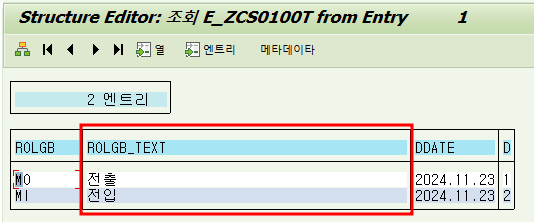 Structure Editor: 조회 E_ZCS0100T from Entry 1
열 엔트리 메타데이타
2 엔트리
ROLGB ROLGB_TEXT DDATE D
MO 전출 2024.11.23 1
MI 전입 2024.11.23 2